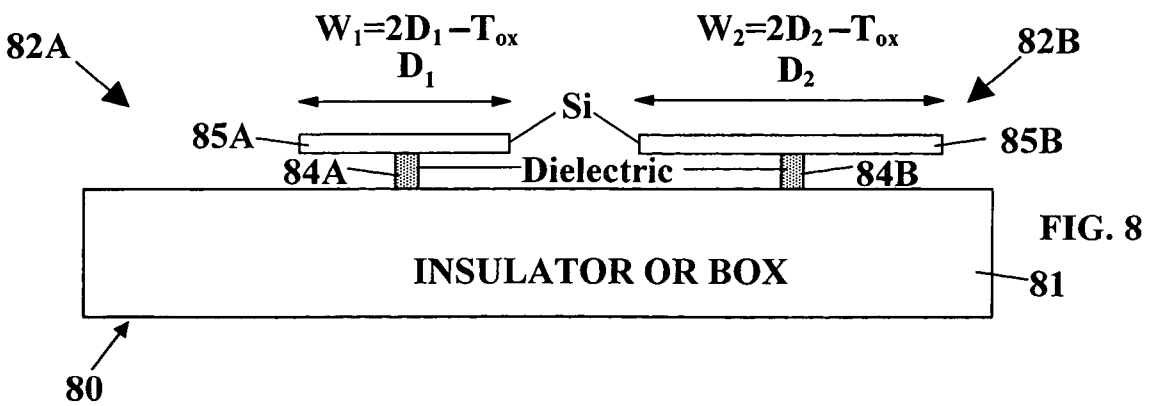 W₁=2D₁−Tₒₓ W₂=2D₂−Tₒₓ
82A D₁ D₂ 82B
Si
85A 85B
84A Dielectric 84B
FIG. 8
INSULATOR OR BOX 81
80